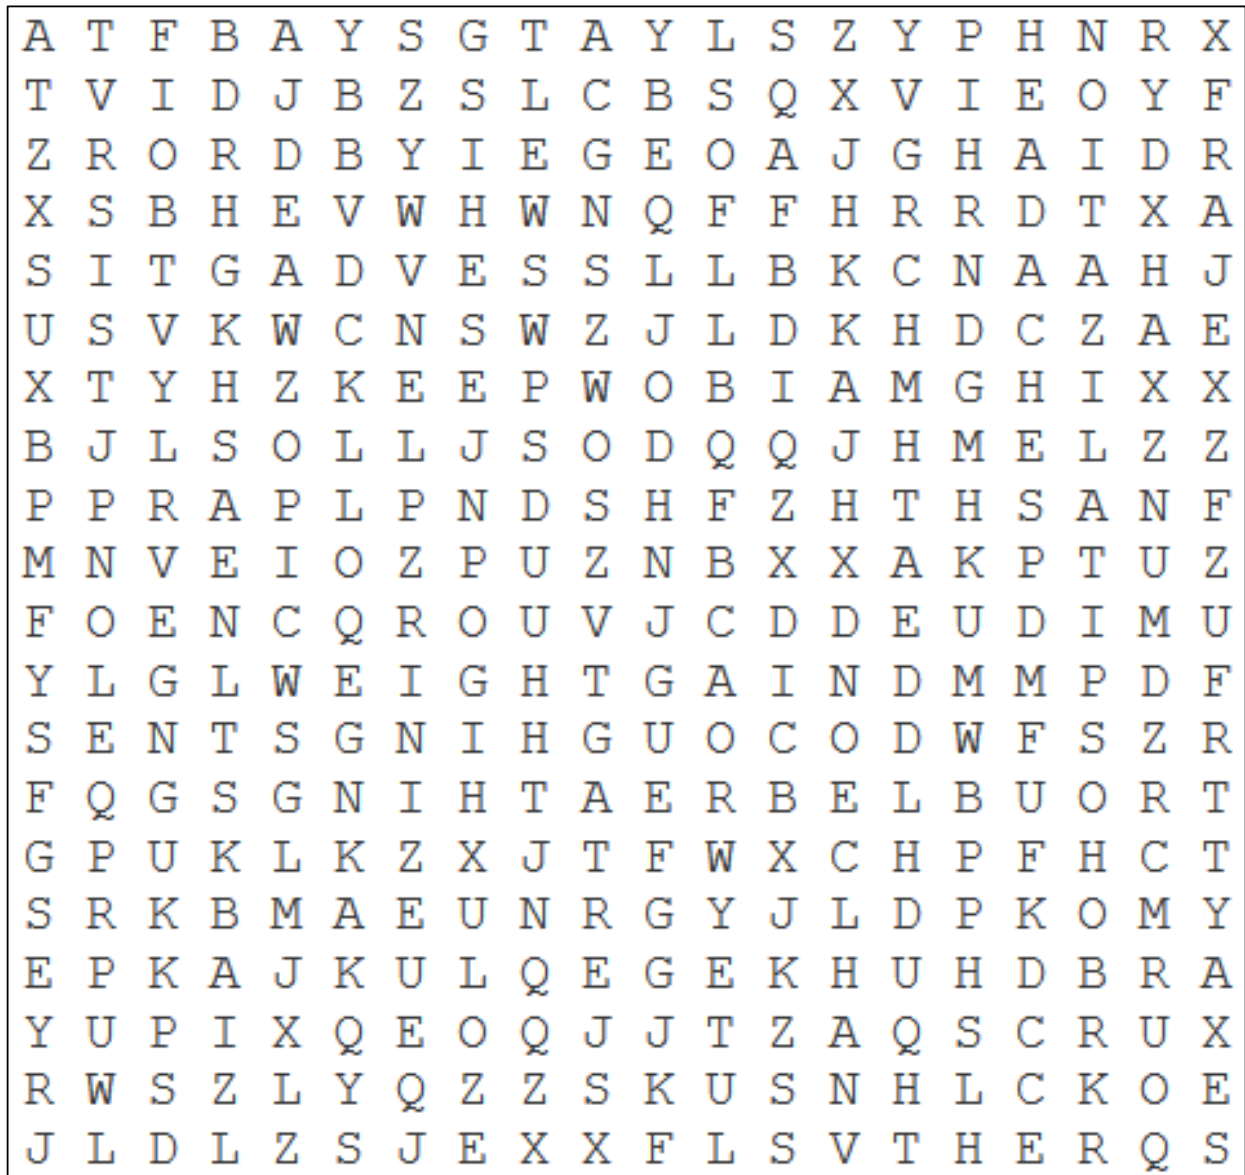 A T F B A Y S G T A Y L S Z Y P H N R X
T V I D J B Z S L C B S Q X V I E O Y F
Z R O R D B Y I E G E O A J G H A I D R
X S B H E V W H W N Q F F H R R D T X A
S I T G A D V E S S L L B K C N A A H J
U S V K W C N S W Z J L D K H D C Z A E
X T Y H Z K E E P W O B I A M G H I X X
B J L S O L L J S O D Q Q J H M E L Z Z
P P R A P L P N D S H F Z H T H S A N F
M N V E I O Z P U Z N B X X A K P T U Z
F O E N C Q R O U V J C D D E U D I M U
Y L G L W E I G H T G A I N D M M P D F
S E N T S G N I H G U O C O D W F S Z R
F Q G S G N I H T A E R B E L B U O R T
G P U K L K Z X J T F W X C H P F H C T
S R K B M A E U N R G Y J L D P K O M Y
E P K A J K U L Q E G E K H U H D B R A
Y U P I X Q E O Q J J T Z A Q S C R U X
R W S Z L Y Q Z Z S K U S N H L C K O E
J L D L Z S J E X X F L S V T H E R Q S